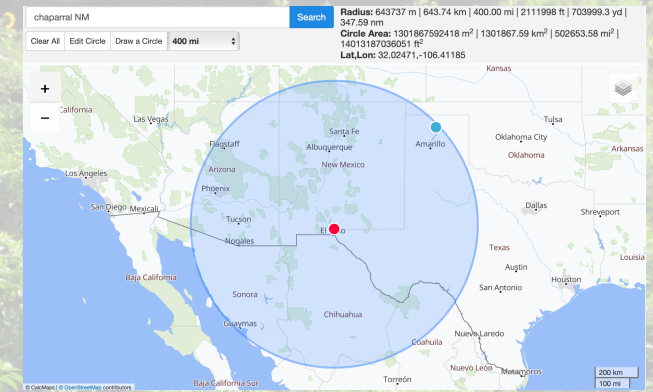 chaparral NM
Search
Clear All
Edit Circle
Draw a Circle
400 mi
Radius: 643737 m | 643.74 km | 400.00 mi | 2111998 ft | 703999.3 yd |
347.59 nm
Circle Area: 1301867592418 m² | 1301867.59 km² | 502653.58 mi² |
14013187036051 ft²
Lat,Lon: 32.02471,-106.41185
+
−
Kansas
California
Las Vegas
Tulsa
Santa Fe
Flagstaff
Albuquerque
Amarillo
Oklahoma City
Arkansas
Oklahoma
New Mexico
Arizona
Los Angeles
Phoenix
San Diego
Mexicali
Dallas
Shreveport
Tucson
El
Nogales
Texas
Louisia
Austin
Baja California
Houston
San Antonio
Sonora
Chihuahua
Guaymas
Nuevo Laredo
Coahuila
Nuevo León
Matamoros
Baja California Sur
Torreón
200 km
100 mi
© CalcMaps | © OpenStreetMap contributors